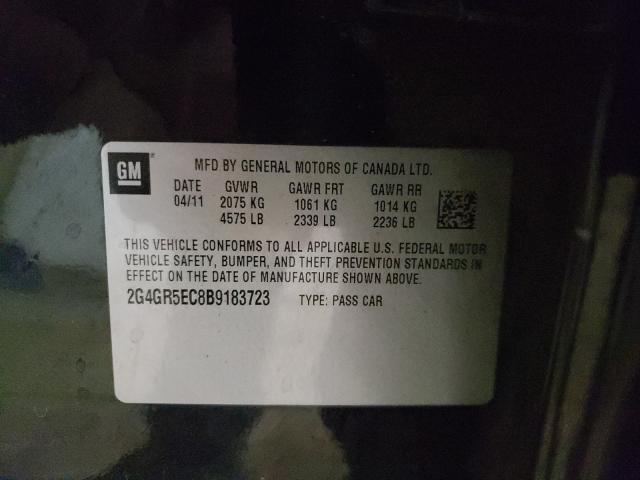 GM
MFD BY GENERAL MOTORS OF CANADA LTD.
DATE GVWR GAWR FRT GAWR RR
04/11 2075 KG 1061 KG 1014 KG
4575 LB 2339 LB 2236 LB
THIS VEHICLE CONFORMS TO ALL APPLICABLE U.S. FEDERAL MOTOR
VEHICLE SAFETY, BUMPER, AND THEFT PREVENTION STANDARDS IN
EFFECT ON THE DATE OF MANUFACTURE SHOWN ABOVE.
2G4GR5EC8B9183723 TYPE: PASS CAR